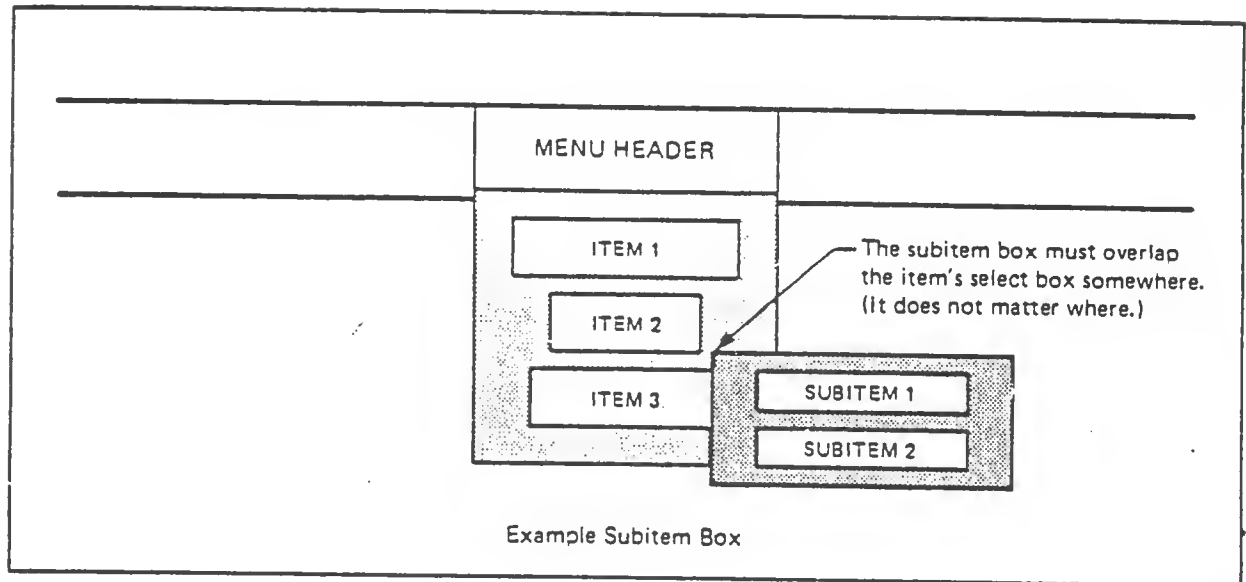 MENU HEADER
ITEM 1
The subitem box must overlap
the item's select box somewhere.
(It does not matter where.)
ITEM 2
ITEM 3
SUBITEM 1
SUBITEM 2
Example Subitem Box